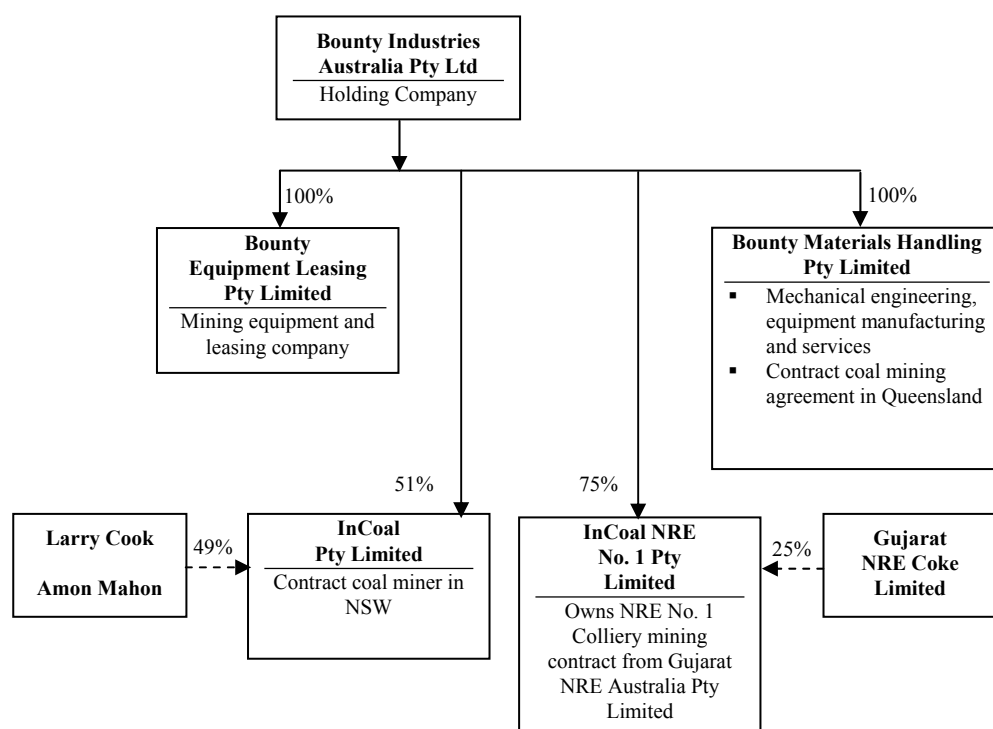 Bounty Industries
Australia Pty Ltd
Holding Company
100%
100%
Bounty
Equipment Leasing
Pty Limited
Mining equipment and
leasing company
Bounty Materials Handling
Pty Limited
▪ Mechanical engineering,
equipment manufacturing
and services
▪ Contract coal mining
agreement in Queensland
51%
75%
Larry Cook
Amon Mahon
49%
InCoal
Pty Limited
Contract coal miner in
NSW
InCoal NRE
No. 1 Pty
Limited
Owns NRE No. 1
Colliery mining
contract from Gujarat
NRE Australia Pty
Limited
25%
Gujarat
NRE Coke
Limited